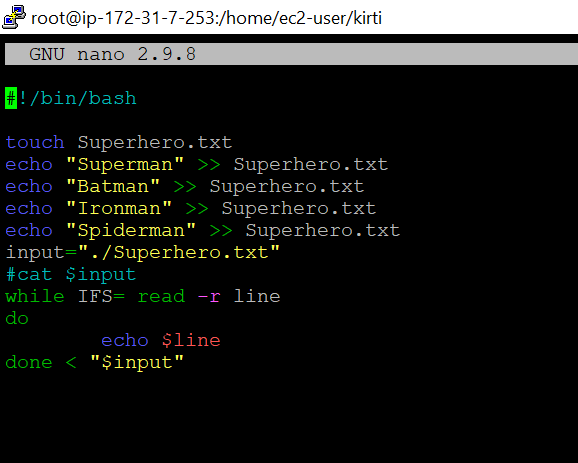 root@ip-172-31-7-253:/home/ec2-user/kirti
GNU nano 2.9.8
#!/bin/bash
touch Superhero.txt
echo "Superman" >> Superhero.txt
echo "Batman" >> Superhero.txt
echo "Ironman" >> Superhero.txt
echo "Spiderman" >> Superhero.txt
input="./Superhero.txt"
#cat $input
while IFS= read -r line
do
        echo $line
done < "$input"